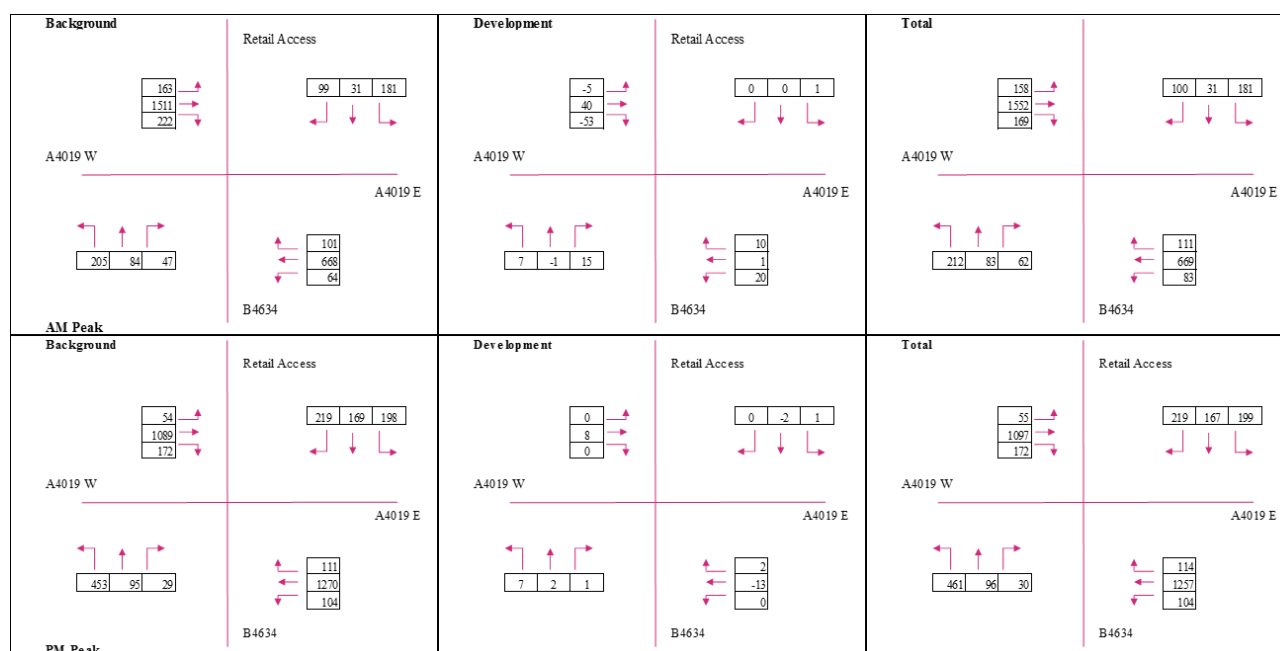 Background
Retail Access
163
1511
222
99 31 181
A4019 W
A4019 E
205 84 47
101
668
64
B4634
AM Peak
Development
Retail Access
-5
40
-53
0 0 1
A4019 W
7 -1 15
10
1
20
B4634
Total
158
1552
169
100 31 181
A4019 W
A4019 E
212 83 62
111
669
83
B4634
Background
Retail Access
54
1089
172
219 169 198
A4019 W
A4019 E
453 95 29
111
1270
104
B4634
PM Peak
Development
Retail Access
0
8
0
0 -2 1
A4019 W
A4019 E
7 2 1
2
-13
0
B4634
Total
Retail Access
55
1097
172
219 167 199
A4019 W
A4019 E
461 96 30
114
1257
104
B4634